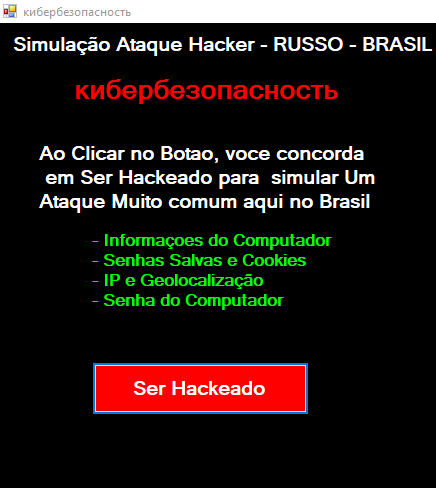 кибербезопасность
Simulação Ataque Hacker - RUSSO - BRASIL
кибербезопасность
Ao Clicar no Botao, voce concorda
em Ser Hackeado para simular Um
Ataque Muito comum aqui no Brasil
- Informaçoes do Computador
- Senhas Salvas e Cookies
- IP e Geolocalização
- Senha do Computador
Ser Hackeado